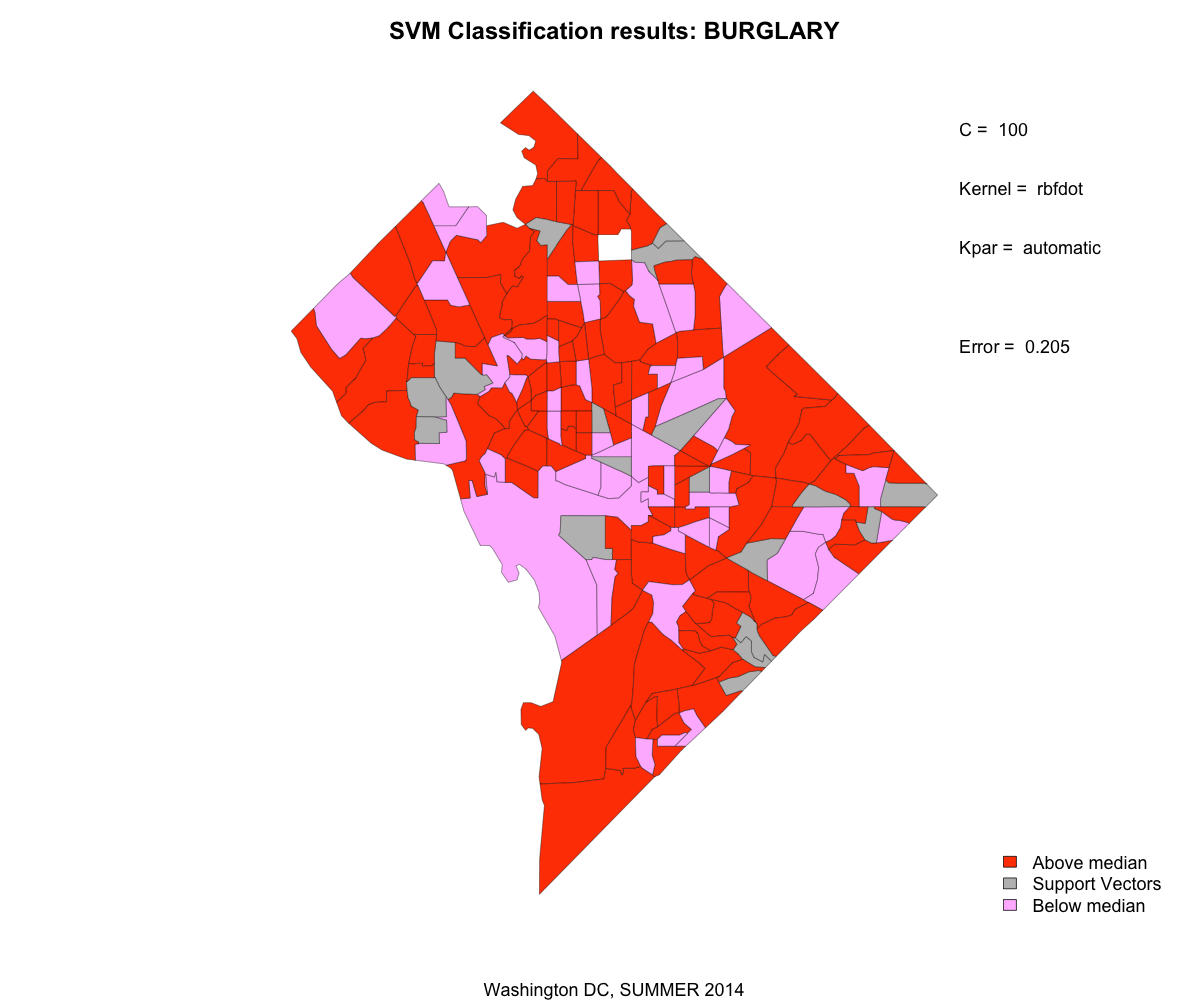 SVM Classification results: BURGLARY
C =  100
Kernel =  rbfdot
Kpar =  automatic
Error =  0.205
Above median
Support Vectors
Below median
Washington DC, SUMMER 2014